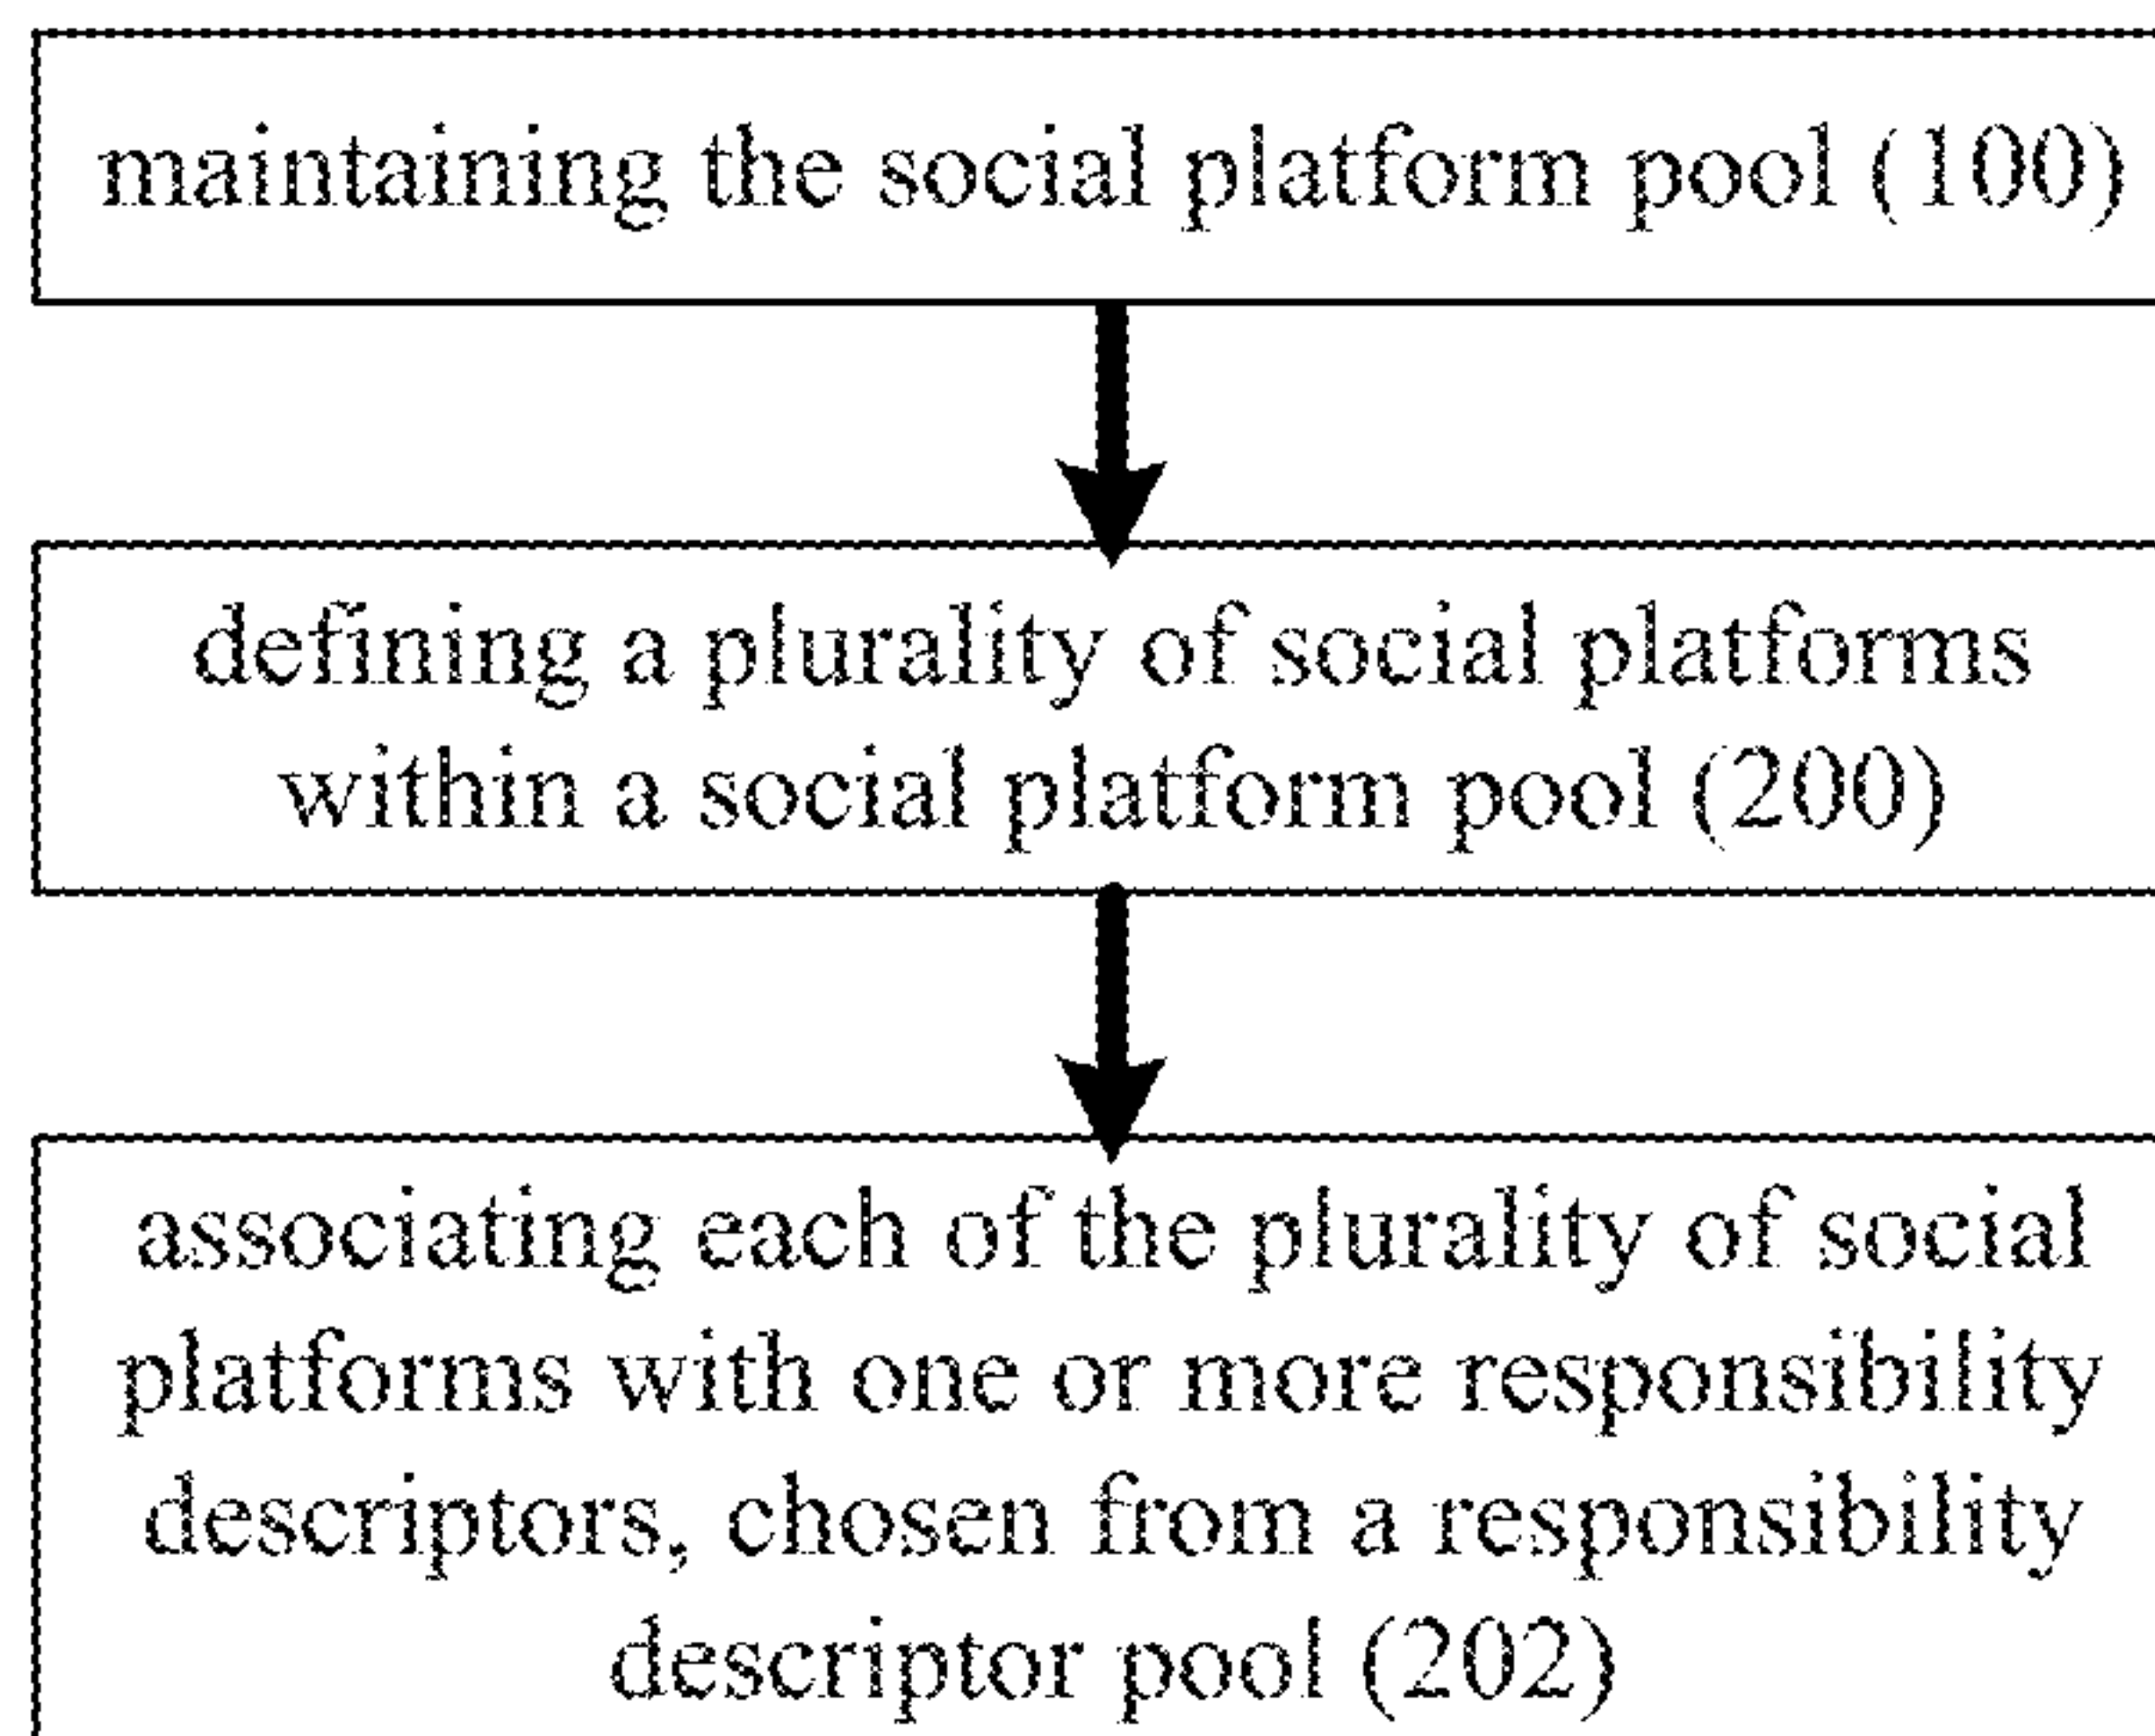 maintaining the social platform pool (100)
defining a plurality of social platforms
within a social platform pool (200)
associating each of the plurality of social
platforms with one or more responsibility
descriptors, chosen from a responsibility
descriptor pool (202)